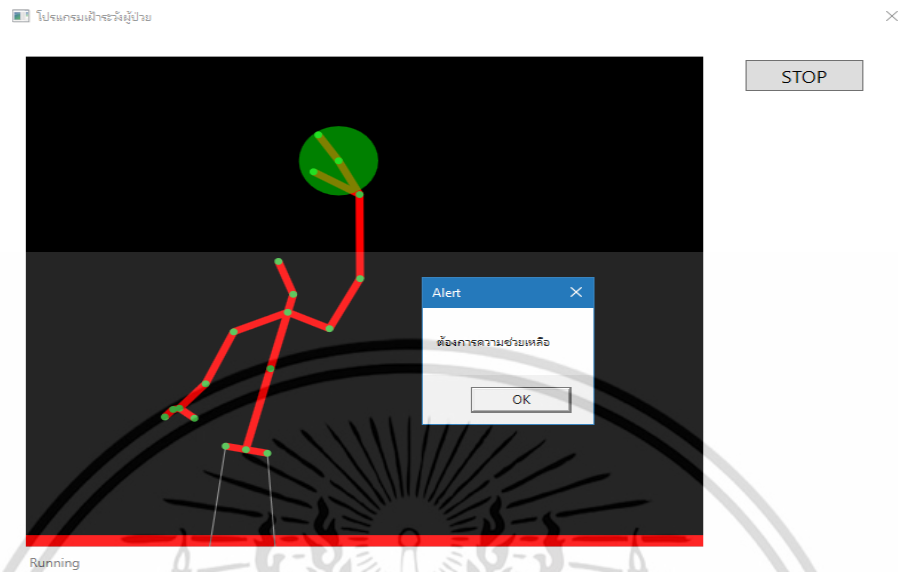 โปรแกรมเฝ้าระวังผู้ป่วย
STOP
Alert
ต้องการความช่วยเหลือ
OK
Running